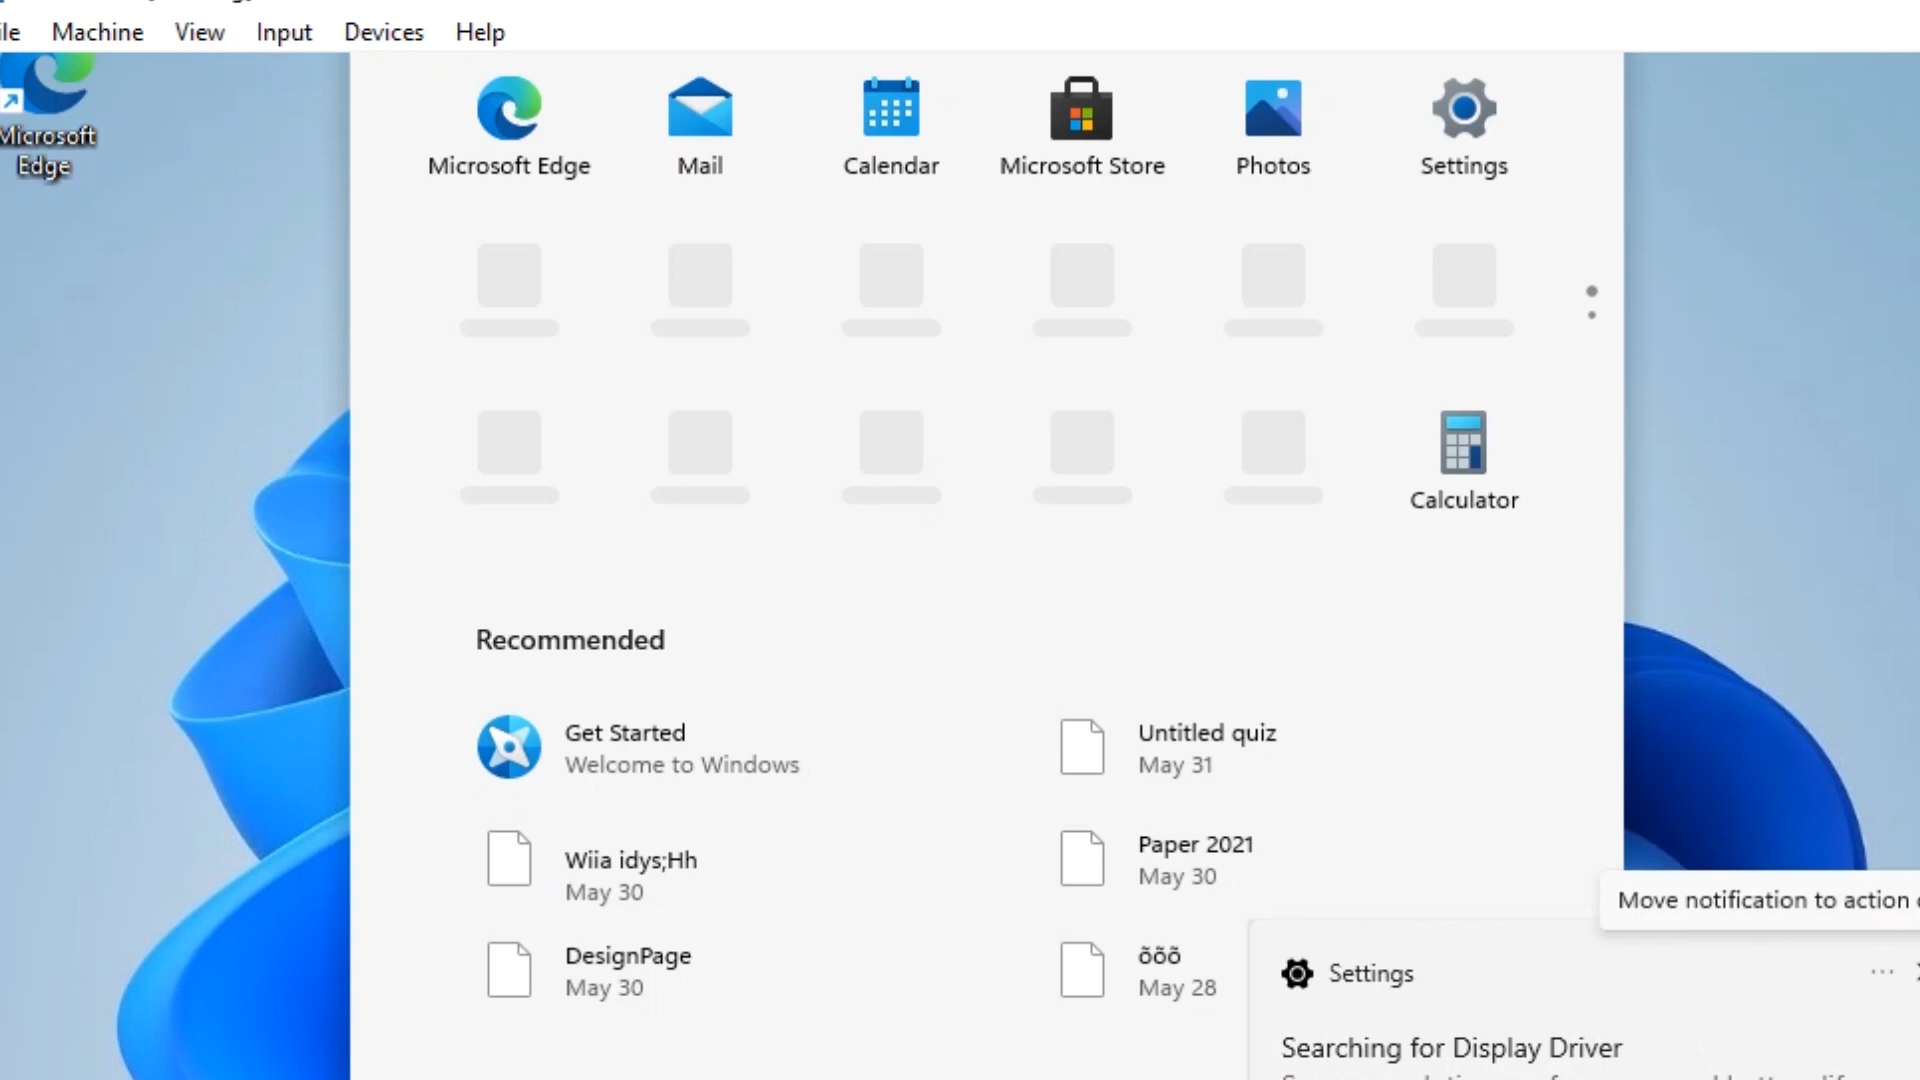 Machine View Input Devices Help
Microsoft
Edge
Microsoft Edge Mail Calendar Microsoft Store Photos Settings
Calculator
Recommended
Get Started
Welcome to Windows
Untitled quiz
May 31
Wiia idys;Hh
May 30
Paper 2021
May 30
DesignPage
May 30
õõõ
May 28
Move notification to action
Settings
Searching for Display Driver